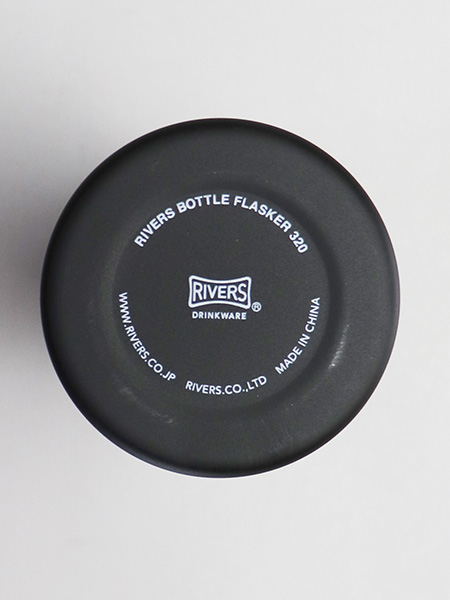 RIVERS BOTTLE FLASKER 320
RIVERS®
DRINKWARE
WWW.RIVERS.CO.JP
RIVERS.CO.,LTD
MADE IN CHINA